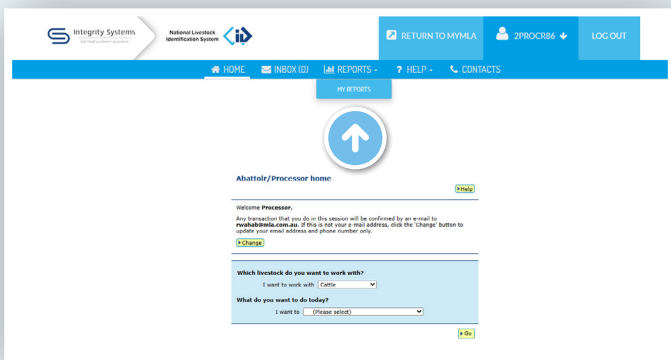 Integrity Systems
National Livestock
Identification System
RETURN TO MYMLA
2PROCR86
LOG OUT
HOME
INBOX (0)
REPORTS
HELP
CONTACTS
MY REPORTS
Abattoir/Processor home
Help
Welcome Processor,
Any transaction that you do in this session will be confirmed by an e-mail to
rwahab@mla.com.au. If this is not your e-mail address, click the 'Change' button to
update your email address and phone number only.
Change
Which livestock do you want to work with?
I want to work with Cattle
What do you want to do today?
I want to (Please select)
Go